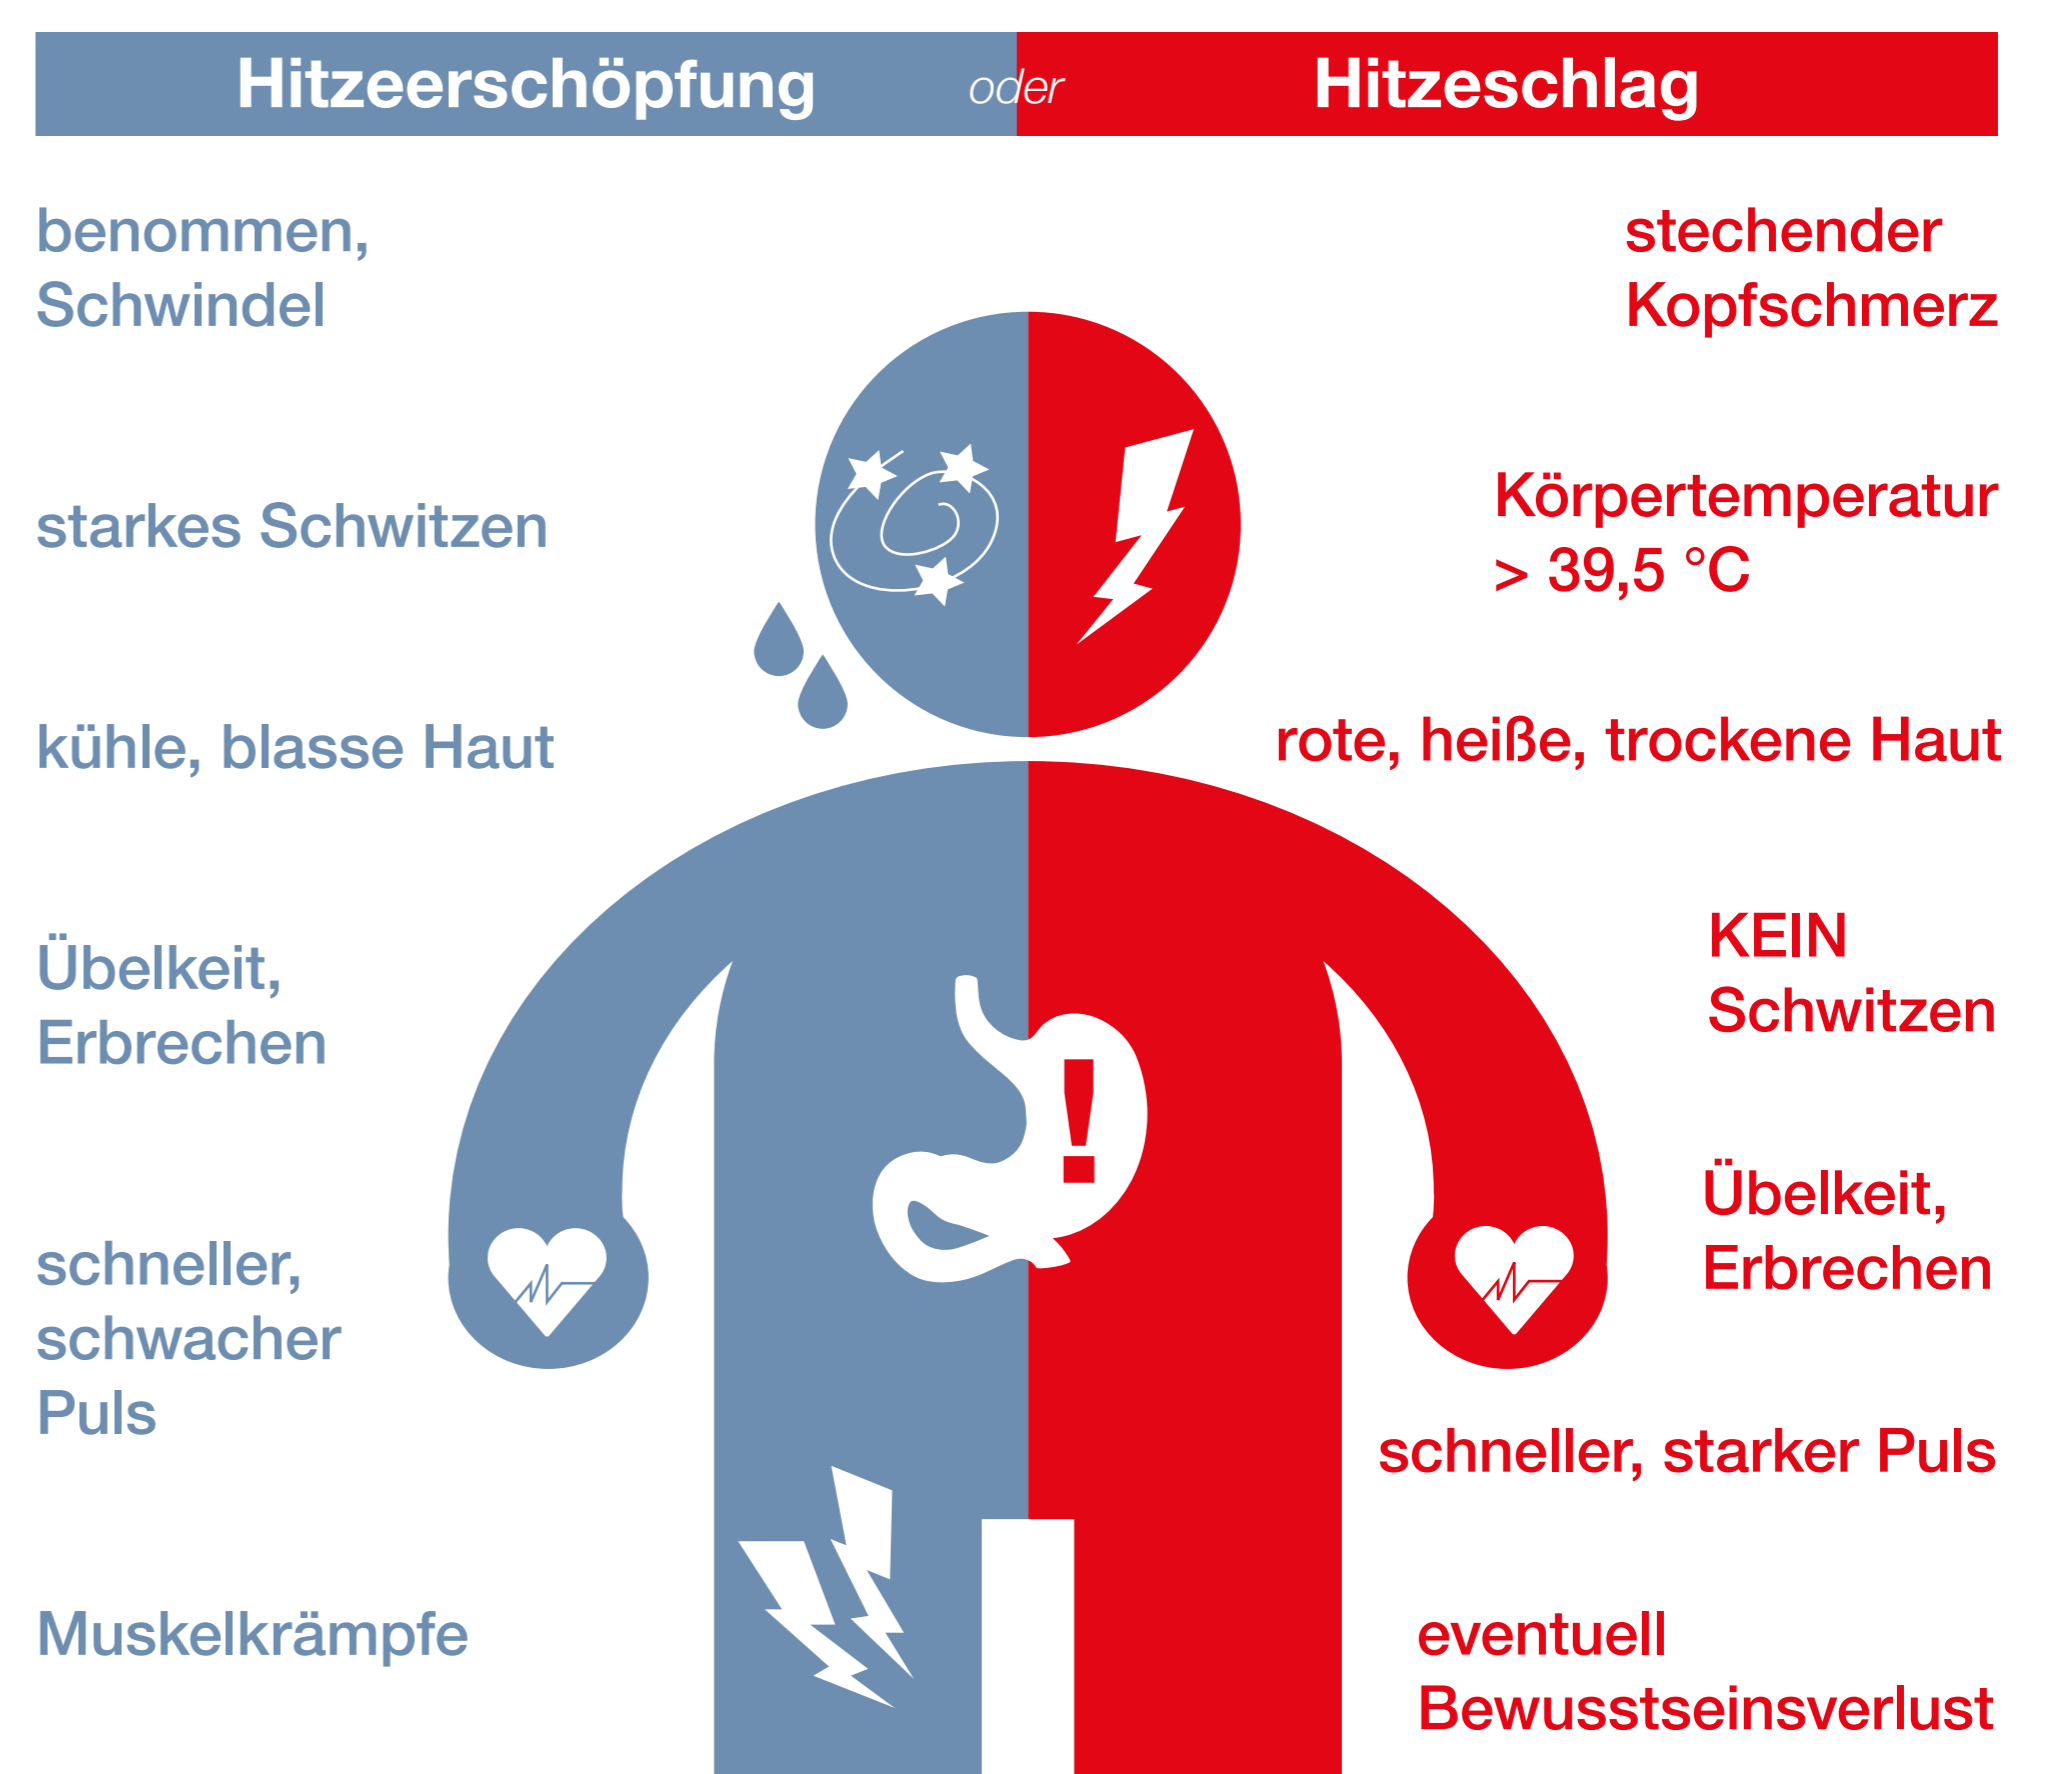 Hitzeerschöpfung oder Hitzeschlag
benommen,
Schwindel
starkes Schwitzen
kühle, blasse Haut
Übelkeit,
Erbrechen
schneller,
schwacher
Puls
Muskelkrämpfe
stechender
Kopfschmerz
Körpertemperatur
> 39,5 °C
rote, heiße, trockene Haut
KEIN
Schwitzen
!
Übelkeit,
Erbrechen
schneller, starker Puls
eventuell
Bewusstseinsverlust